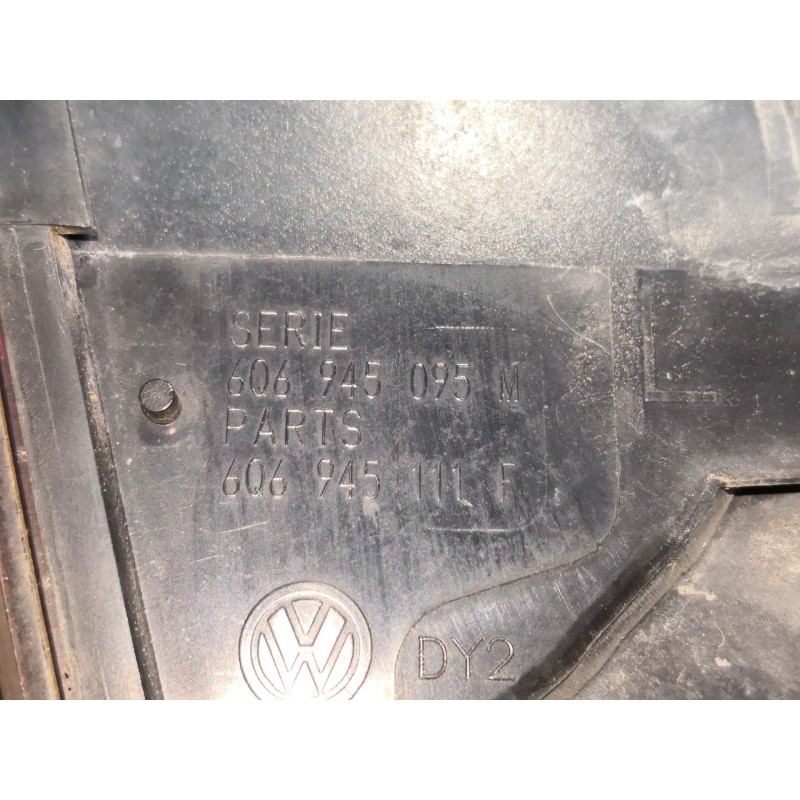 SERIE
6Q6 945 095 M
PARTS
6Q6 945 111 F
DY2